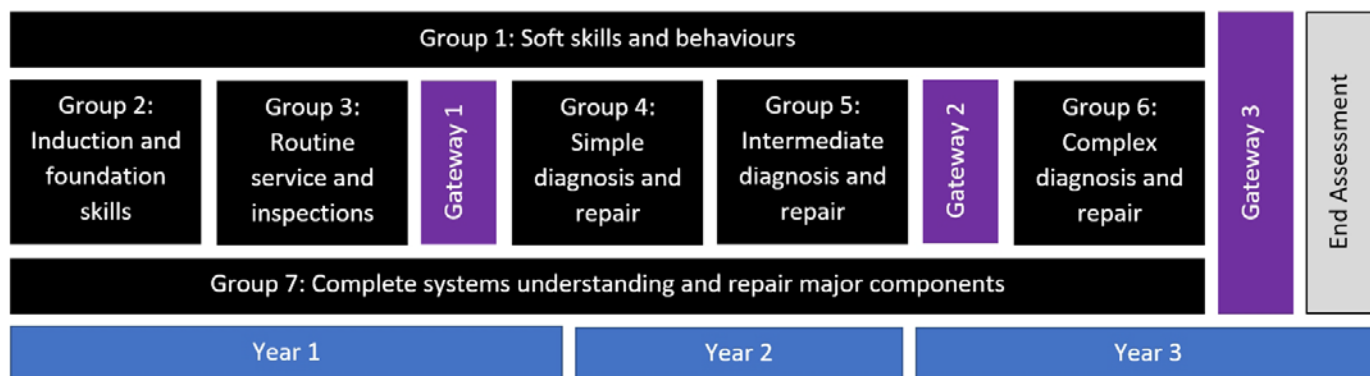 Group 1: Soft skills and behaviours
Group 2:
Induction and
foundation
skills
Group 3:
Routine
service and
inspections
Gateway 1
Group 4:
Simple
diagnosis and
repair
Group 5:
Intermediate
diagnosis and
repair
Gateway 2
Group 6:
Complex
diagnosis and
repair
Gateway 3
End Assessment
Group 7: Complete systems understanding and repair major components
Year 1
Year 2
Year 3